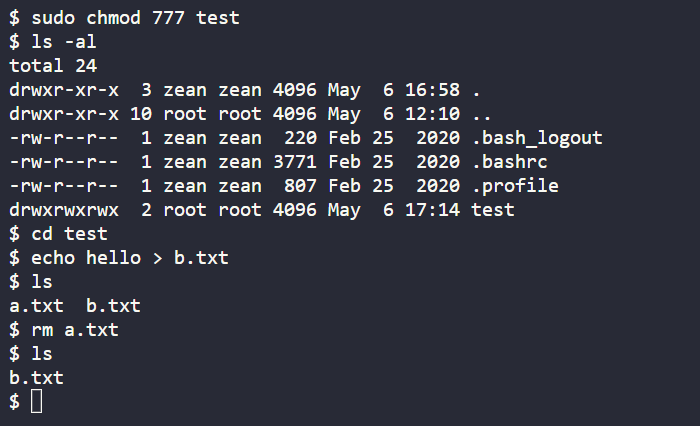 $ sudo chmod 777 test
$ ls -al
total 24
drwxr-xr-x  3 zean zean 4096 May  6 16:58 .
drwxr-xr-x 10 root root 4096 May  6 12:10 ..
-rw-r--r--  1 zean zean  220 Feb 25  2020 .bash_logout
-rw-r--r--  1 zean zean 3771 Feb 25  2020 .bashrc
-rw-r--r--  1 zean zean  807 Feb 25  2020 .profile
drwxrwxrwx  2 root root 4096 May  6 17:14 test
$ cd test
$ echo hello > b.txt
$ ls
a.txt  b.txt
$ rm a.txt
$ ls
b.txt
$